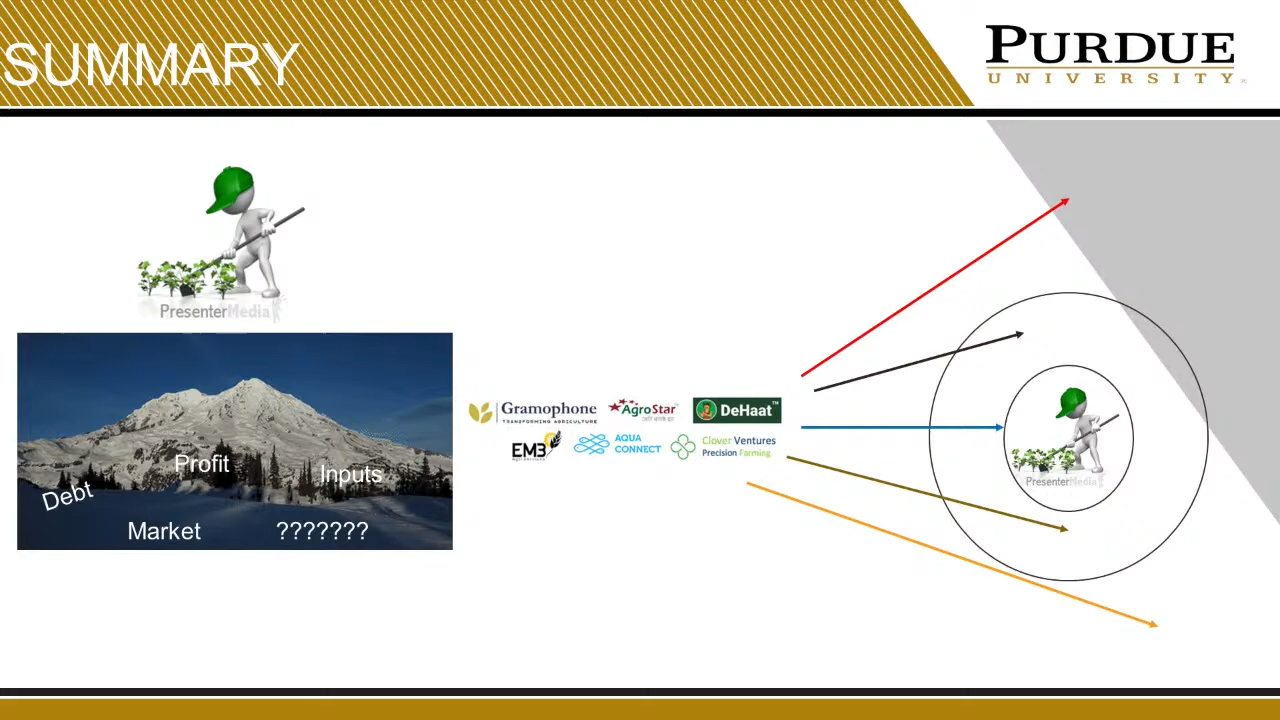 SUMMARY
PURDUE
UNIVERSITY
PresenterMedia
Profit
Inputs
Debt
Market
???????
Gramophone
TRANSFORMING AGRICULTURE
AgroStar
DeHaat™
EM3
AQUA
CONNECT
Clover Ventures
Precision Farming
PresenterMedia